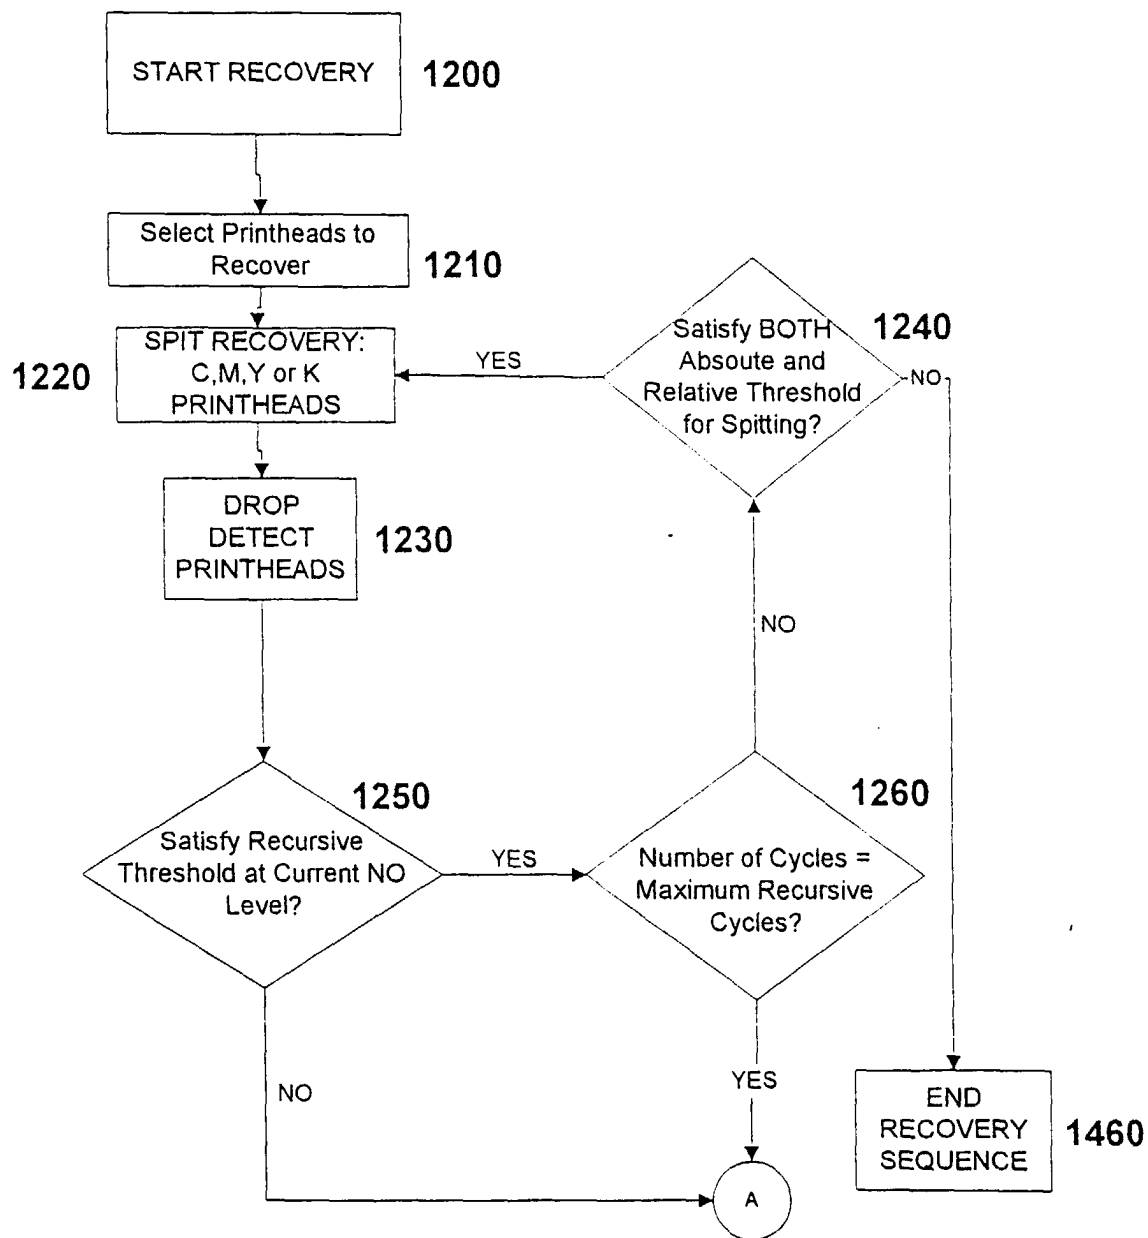 START RECOVERY
1200
Select Printheads to
Recover
1210
SPIT RECOVERY:
C,M,Y or K
PRINTHEADS
1220
YES
Satisfy BOTH
Absoute and
Relative Threshold
for Spitting?
1240
NO
DROP
DETECT
PRINTHEADS
1230
NO
1250
Satisfy Recursive
Threshold at Current NO
Level?
YES
1260
Number of Cycles =
Maximum Recursive
Cycles?
NO
YES
END
RECOVERY
SEQUENCE
1460
A